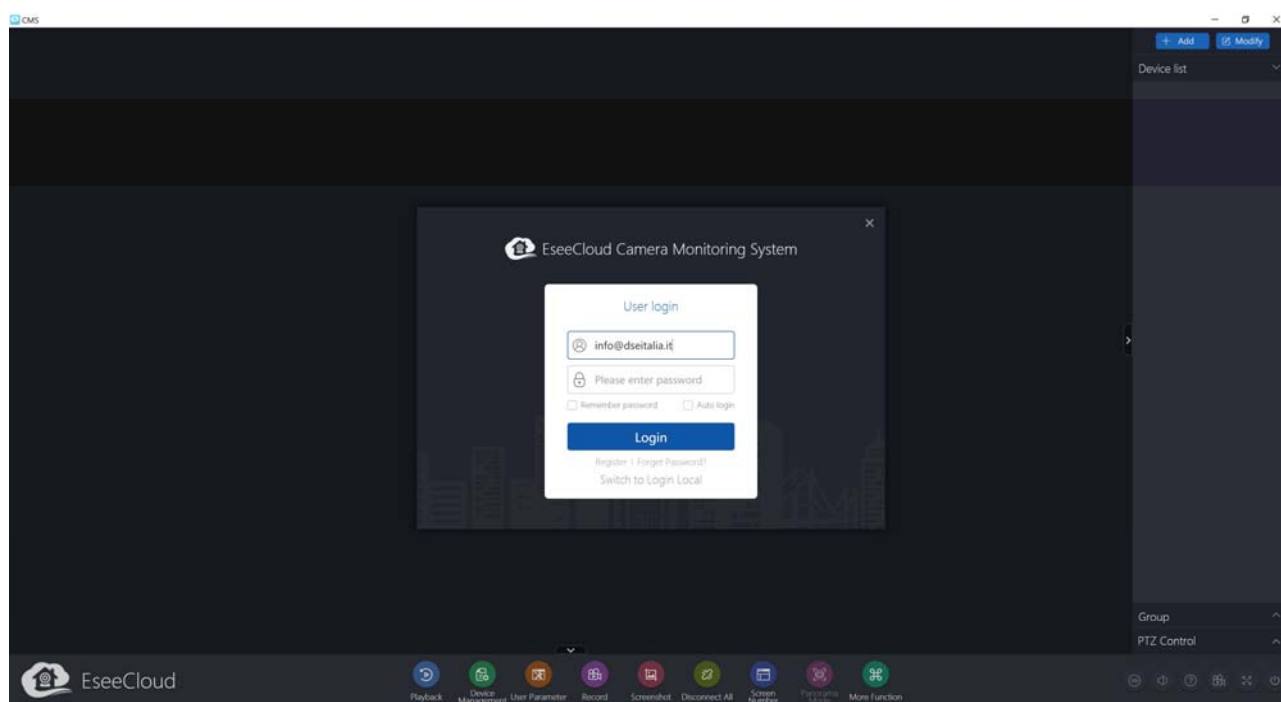 CMS
+ Add Modify
Device list
EseeCloud Camera Monitoring System
User login
info@dseitalia.it
Please enter password
Remember password Auto login
Login
Register | Forget Password?
Switch to Login Local
Group
PTZ Control
EseeCloud
Playback
Device Management
User Parameter
Record
Screenshot
Disconnect All
Screen Number
Panorama Mode
More Function